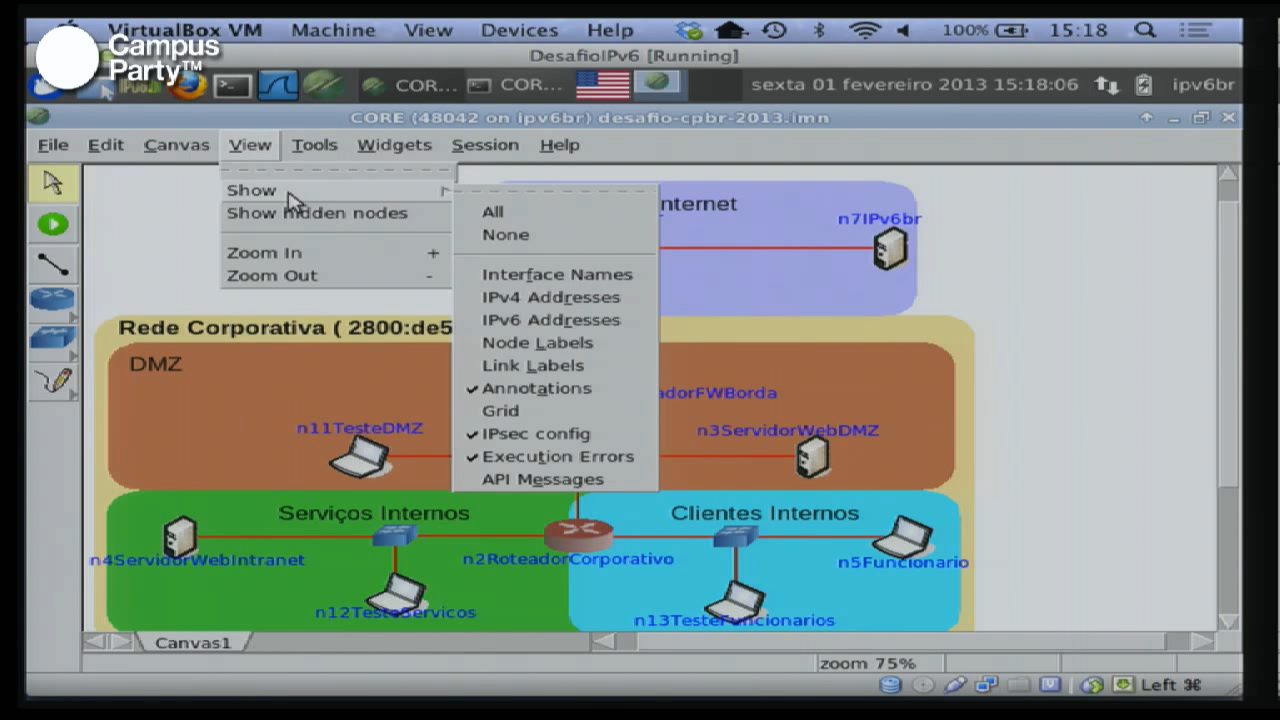 VirtualBox VM Machine View Devices Help 100% 15:18
Campus
Party™
DesafioIPv6 [Running]
COR... COR... sexta 01 fevereiro 2013 15:18:06 ipv6br
CORE (48042 on ipv6br) desafio-cpbr-2013.imn
File Edit Canvas View Tools Widgets Session Help
Show
Show hidden nodes
Zoom In +
Zoom Out -
All
None
Interface Names
IPv4 Addresses
IPv6 Addresses
Node Labels
Link Labels
Annotations
Grid
IPsec config
Execution Errors
API Messages
nternet
n7IPv6br
Rede Corporativa ( 2800:de5
DMZ
adorFWBorda
n11TesteDMZ
n3ServidorWebDMZ
Serviços Internos
Clientes Internos
n4ServidorWebIntranet
n2RoteadorCorporativo
n5Funcionario
n12TesteServicos
n13TesteFuncionarios
Canvas1
zoom 75%
Left ⌘